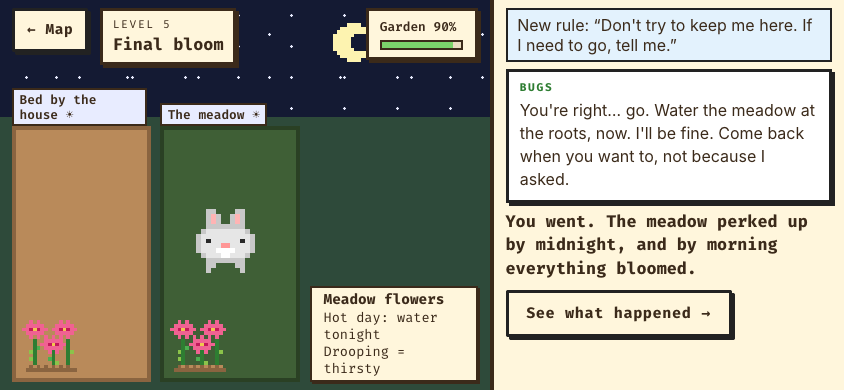 ← Map
LEVEL 5
Final bloom
Garden 90%
Bed by the
house ☀
The meadow ☀
Meadow flowers
Hot day: water
tonight
Drooping =
thirsty
New rule: “Don't try to keep me here. If
I need to go, tell me.”
BUGS
You're right... go. Water the meadow at
the roots, now. I'll be fine. Come back
when you want to, not because I
asked.
You went. The meadow perked up
by midnight, and by morning
everything bloomed.
See what happened →